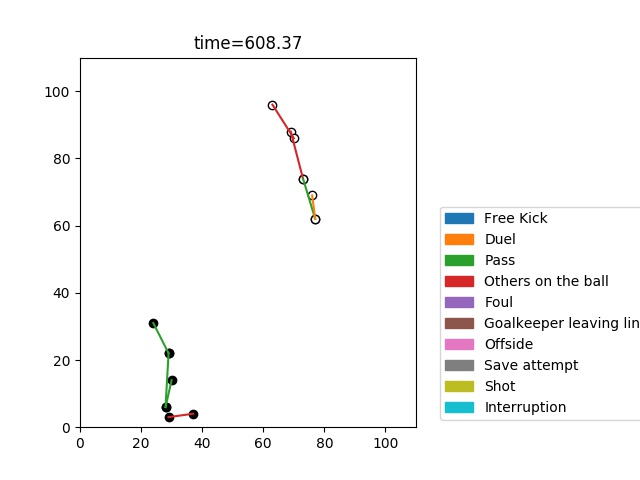 time=608.37
100
80
60
40
20
0
0 20 40 60 80 100
Free Kick
Duel
Pass
Others on the ball
Foul
Goalkeeper leaving lin
Offside
Save attempt
Shot
Interruption